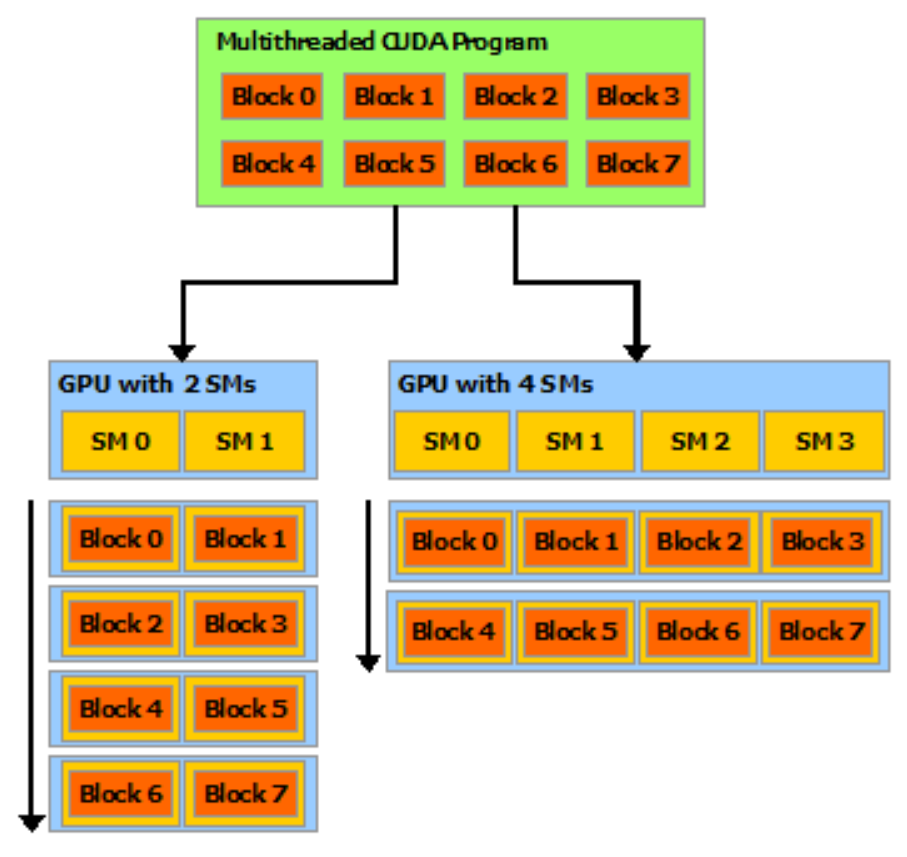 Multithreaded CUDA Program
Block 0 Block 1 Block 2 Block 3
Block 4 Block 5 Block 6 Block 7
GPU with 2 SMs
SM 0 SM 1
Block 0 Block 1
Block 2 Block 3
Block 4 Block 5
Block 6 Block 7
GPU with 4 SMs
SM 0 SM 1 SM 2 SM 3
Block 0 Block 1 Block 2 Block 3
Block 4 Block 5 Block 6 Block 7